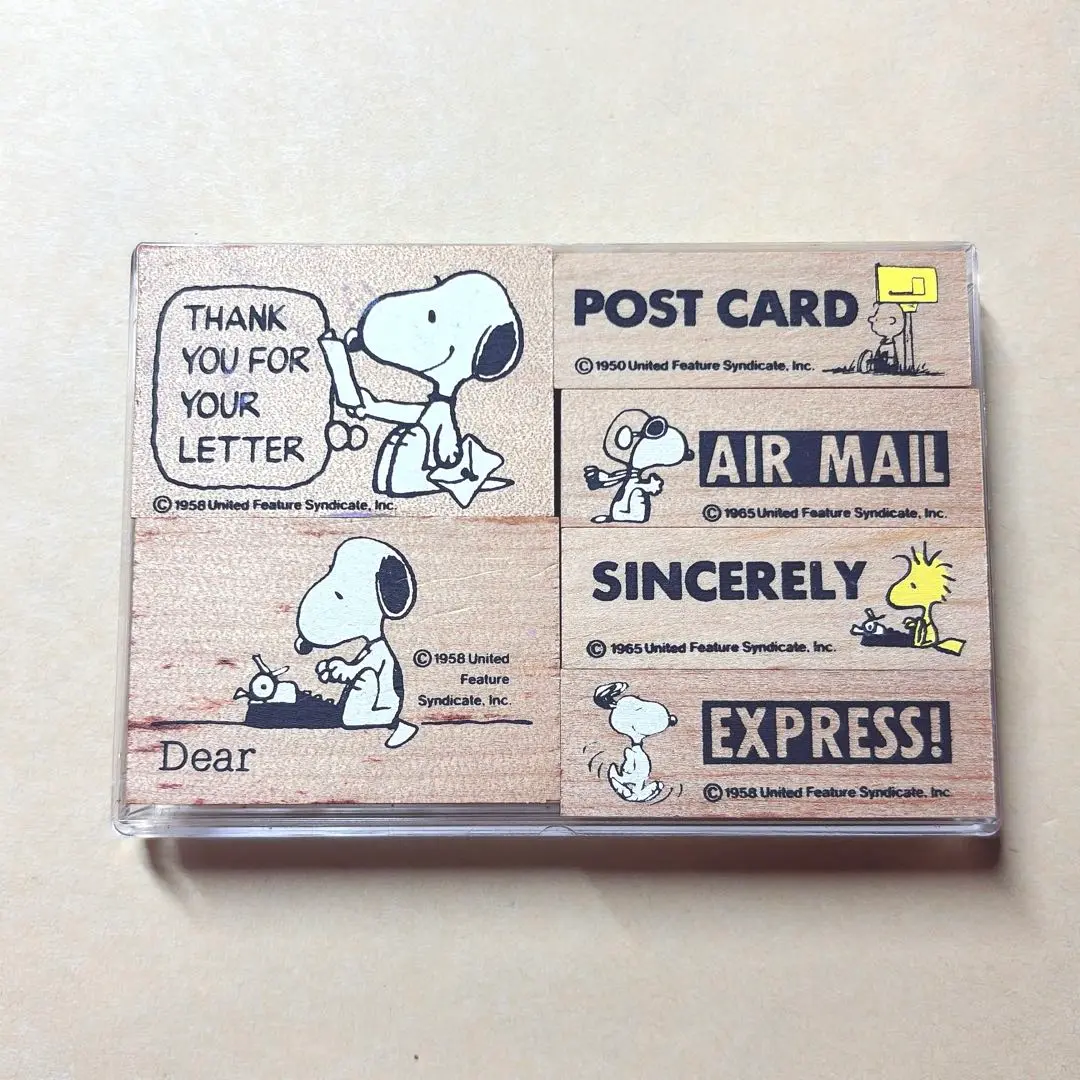 THANK
YOU FOR
YOUR
LETTER
© 1958 United Feature Syndicate, Inc.
© 1958 United
Feature
Syndicate, Inc.
Dear
POST CARD
© 1950 United Feature Syndicate, Inc.
AIR MAIL
© 1965 United Feature Syndicate, Inc.
SINCERELY
© 1965 United Feature Syndicate, Inc.
EXPRESS!
© 1958 United Feature Syndicate, Inc.